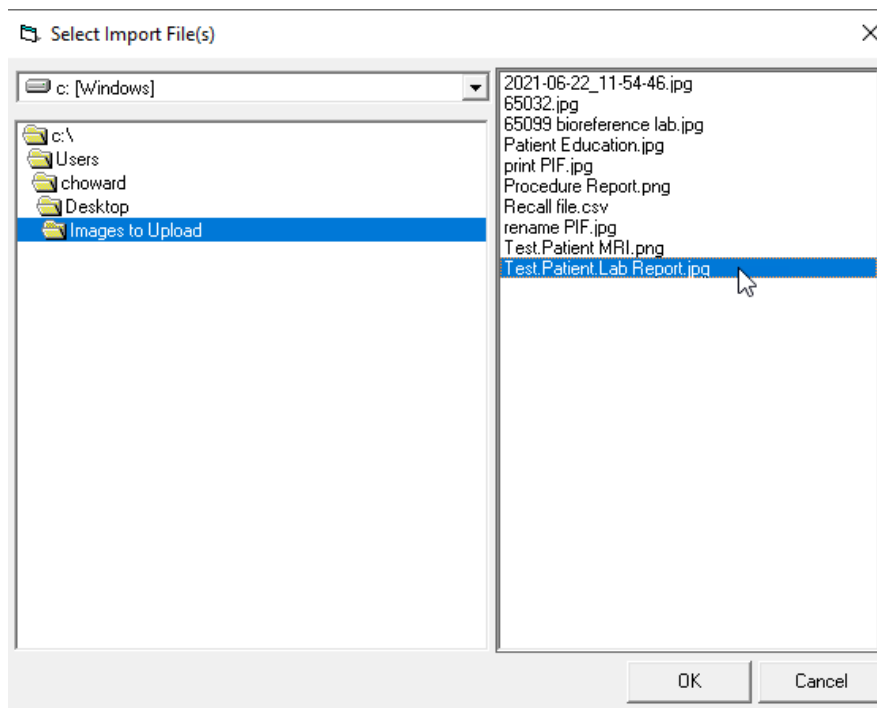 Select Import File(s)
c: [Windows]
c:\
Users
choward
Desktop
Images to Upload
2021-06-22_11-54-46.jpg
65032.jpg
65099 bioreference lab.jpg
Patient Education.jpg
print PIF.jpg
Procedure Report.png
Recall file.csv
rename PIF.jpg
Test.Patient MRI.png
Test.Patient.Lab Report.jpg
OK
Cancel